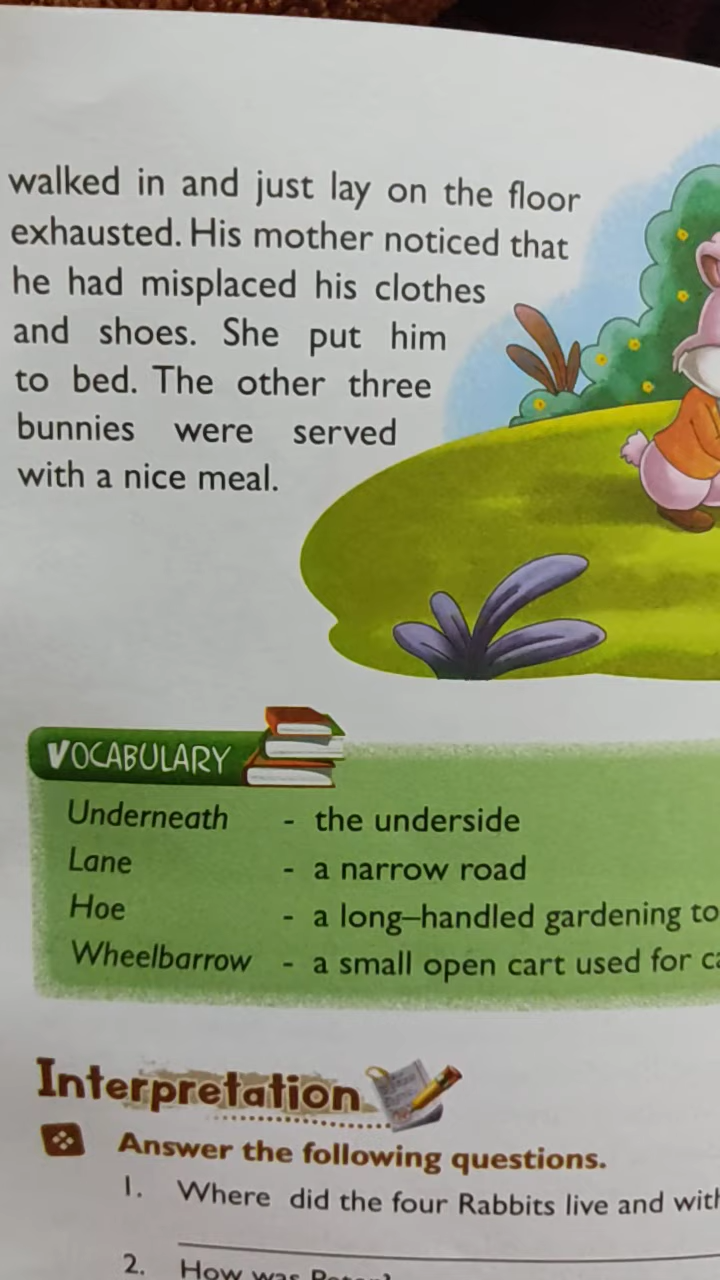 walked in and just lay on the floor
exhausted. His mother noticed that
he had misplaced his clothes
and shoes. She put him
to bed. The other three
bunnies were served
with a nice meal.
VOCABULARY
Underneath - the underside
Lane - a narrow road
Hoe - a long–handled gardening
Wheelbarrow - a small open cart used for
Interpretation
Answer the following questions.
1. Where did the four Rabbits live and
2. How was